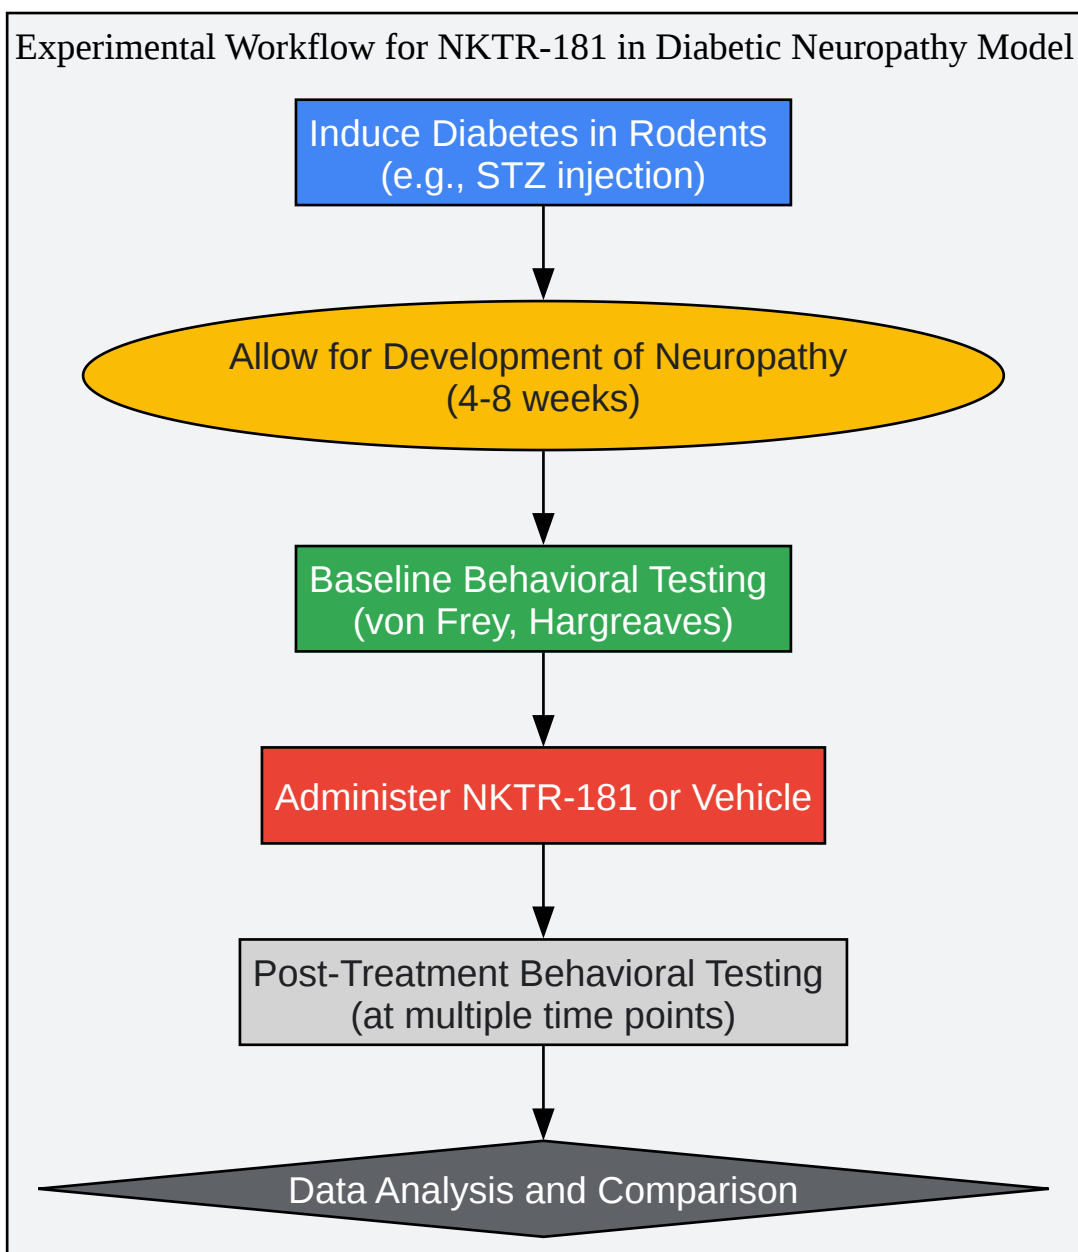 Experimental Workflow for NKTR-181 in Diabetic Neuropathy Model
Induce Diabetes in Rodents
(e.g., STZ injection)
Allow for Development of Neuropathy
(4-8 weeks)
Baseline Behavioral Testing
(von Frey, Hargreaves)
Administer NKTR-181 or Vehicle
Post-Treatment Behavioral Testing
(at multiple time points)
Data Analysis and Comparison